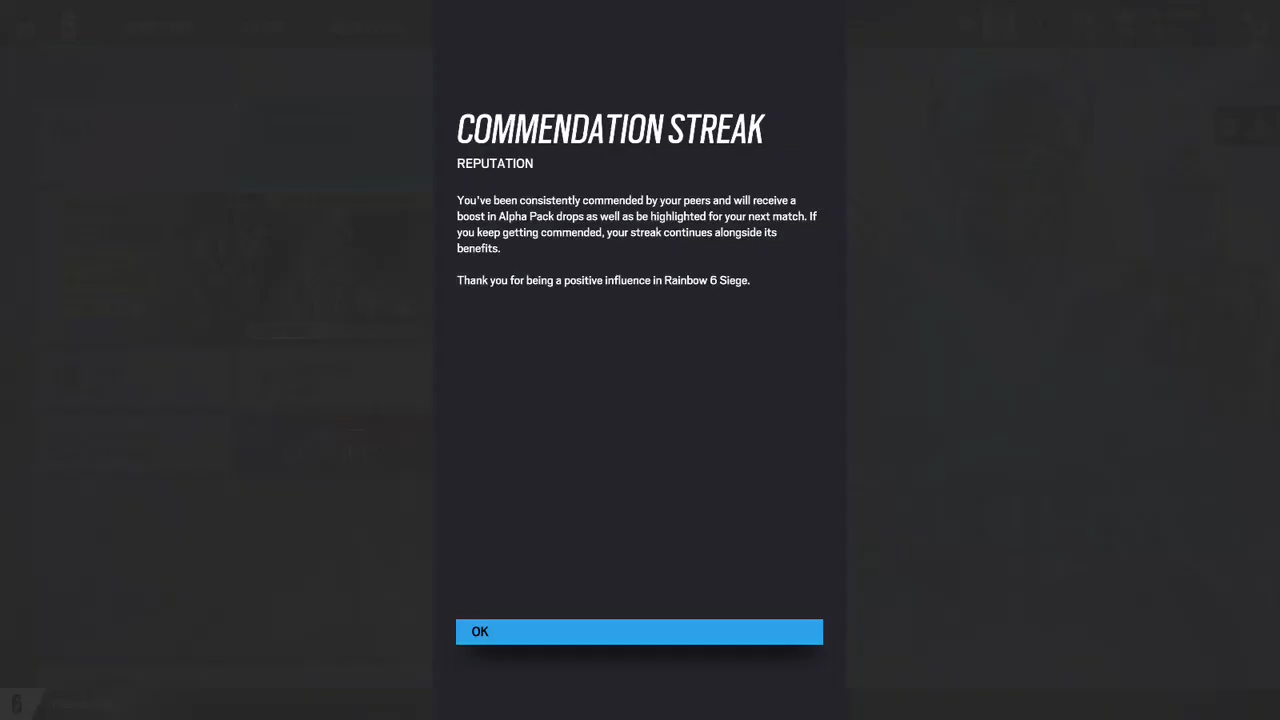 COMMENDATION STREAK
REPUTATION
You've been consistently commended by your peers and will receive a
boost in Alpha Pack drops as well as be highlighted for your next match. If
you keep getting commended, your streak continues alongside its
benefits.
Thank you for being a positive influence in Rainbow 6 Siege.
OK